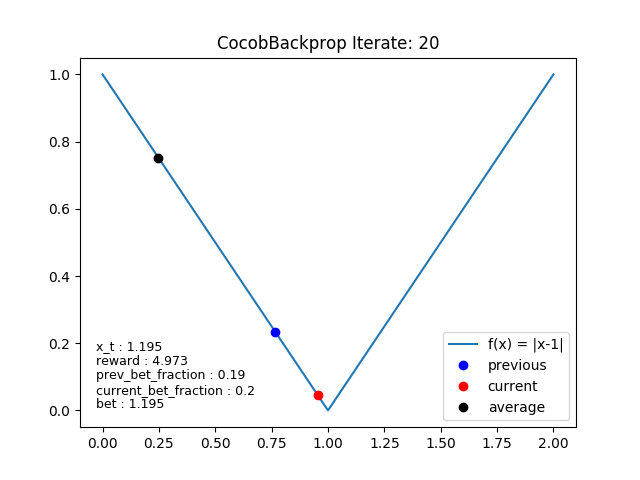 CocobBackprop Iterate: 20
1.0
0.8
0.6
0.4
0.2
0.0
x_t : 1.195
reward : 4.973
prev_bet_fraction : 0.19
current_bet_fraction : 0.2
bet : 1.195
f(x) = |x-1|
previous
current
average
0.00 0.25 0.50 0.75 1.00 1.25 1.50 1.75 2.00